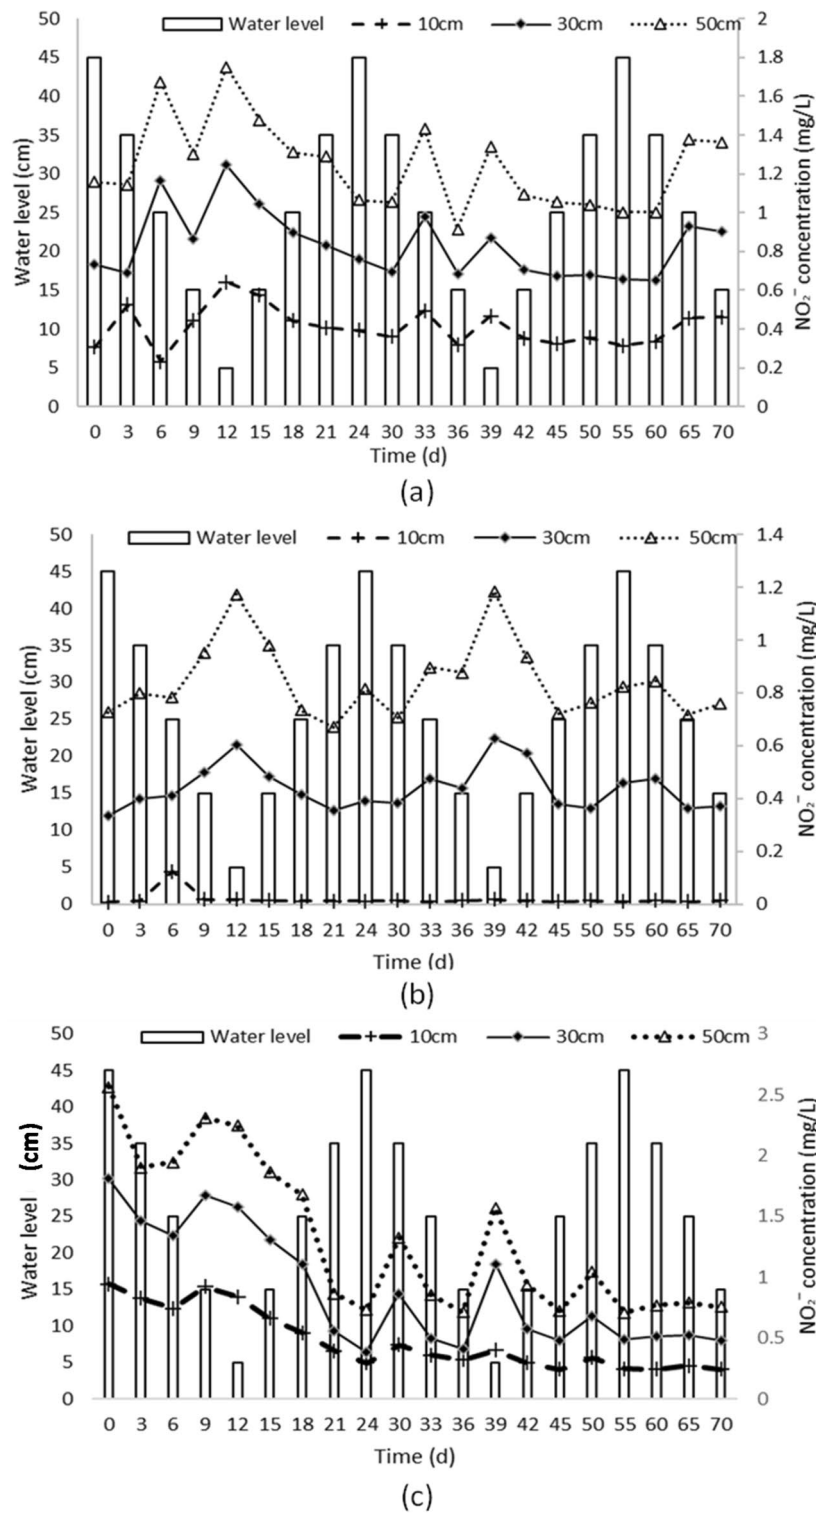 Water level 10cm 30cm 50cm
50 45 40 35 30 25 20 15 10 5 0
Water level (cm)
2 1.8 1.6 1.4 1.2 1 0.8 0.6 0.4 0.2 0
NO₂⁻ concentration (mg/L)
0 3 6 9 12 15 18 21 24 30 33 36 39 42 45 50 55 60 65 70
Time (d)
(a)
Water level 10cm 30cm 50cm
50 45 40 35 30 25 20 15 10 5 0
Water level (cm)
1.4 1.2 1 0.8 0.6 0.4 0.2 0
NO₂⁻ concentration (mg/L)
0 3 6 9 12 15 18 21 24 30 33 36 39 42 45 50 55 60 65 70
Time (d)
(b)
Water level 10cm 30cm 50cm
50 45 40 35 30 25 20 15 10 5 0
Water level (cm)
3 2.5 2 1.5 1 0.5 0
NO₂⁻ concentration (mg/L)
0 3 6 9 12 15 18 21 24 30 33 36 39 42 45 50 55 60 65 70
Time (d)
(c)